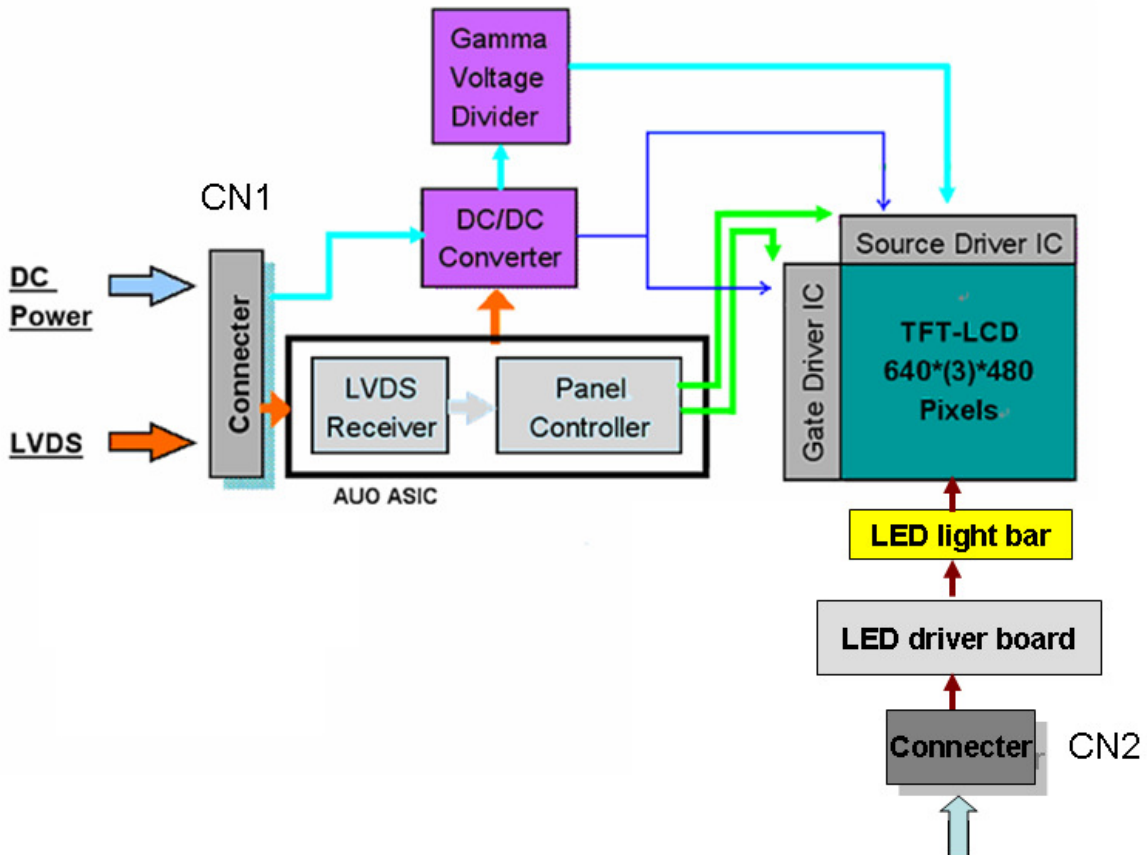 Gamma
Voltage
Divider
CN1
DC/DC
Converter
Source Driver IC
DC
Power
Connecter
Gate Driver IC
TFT-LCD
640*(3)*480
Pixels
LVDS
Receiver
Panel
Controller
LVDS
AUO ASIC
LED light bar
LED driver board
Connecter
CN2